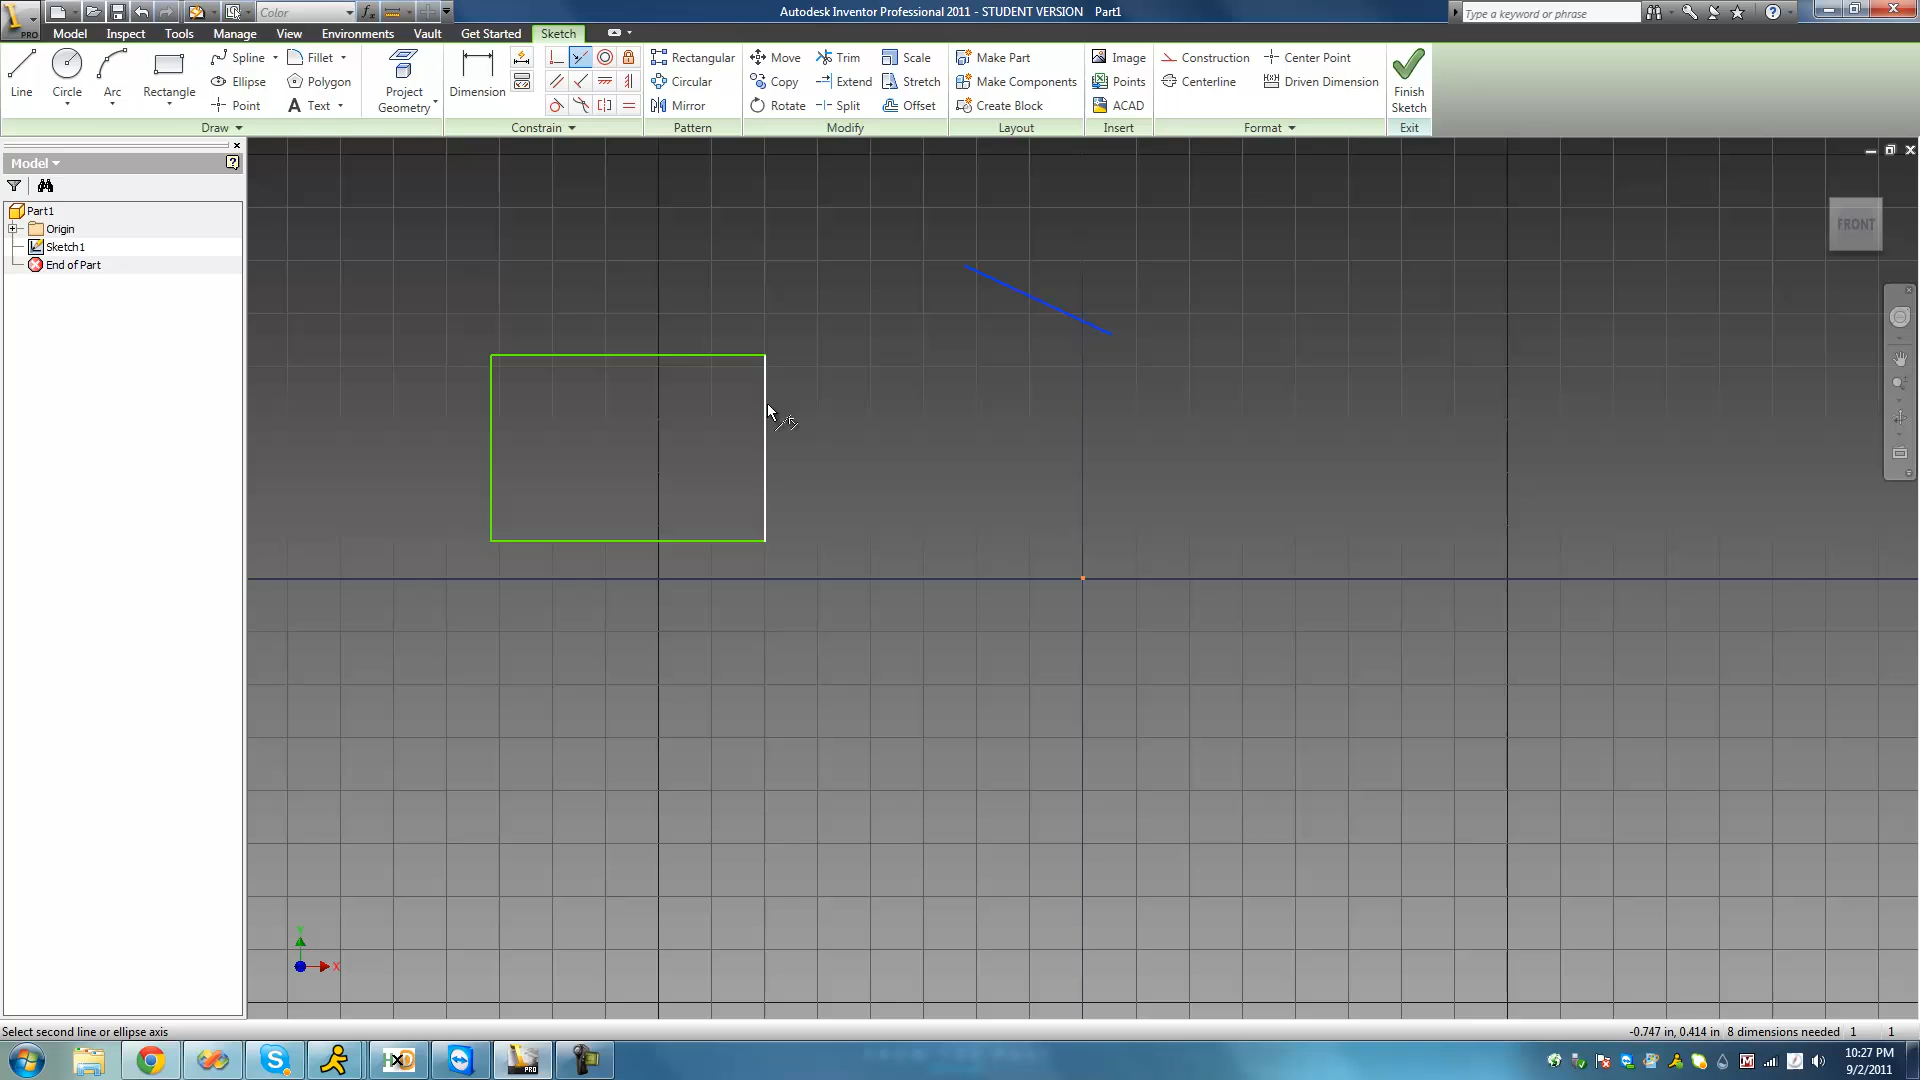 Color
Autodesk Inventor Professional 2011 - STUDENT VERSION Part1
Type a keyword or phrase
PRO
Model Inspect Tools Manage View Environments Vault Get Started Sketch
Line Circle Arc Rectangle
Spline Fillet
Ellipse Polygon
Point Text
Project Geometry
Dimension
Rectangular
Circular
Mirror
Move Trim Scale
Copy Extend Stretch
Rotate Split Offset
Make Part
Make Components
Create Block
Image
Points
ACAD
Construction Center Point
Centerline Driven Dimension
Finish Sketch
Draw Constrain Pattern Modify Layout Insert Format Exit
Model
Part1
Origin
Sketch1
End of Part
FRONT
Y
X
Select second line or ellipse axis
-0.747 in, 0.414 in 8 dimensions needed 1 1
PRO
10:27 PM
9/2/2011